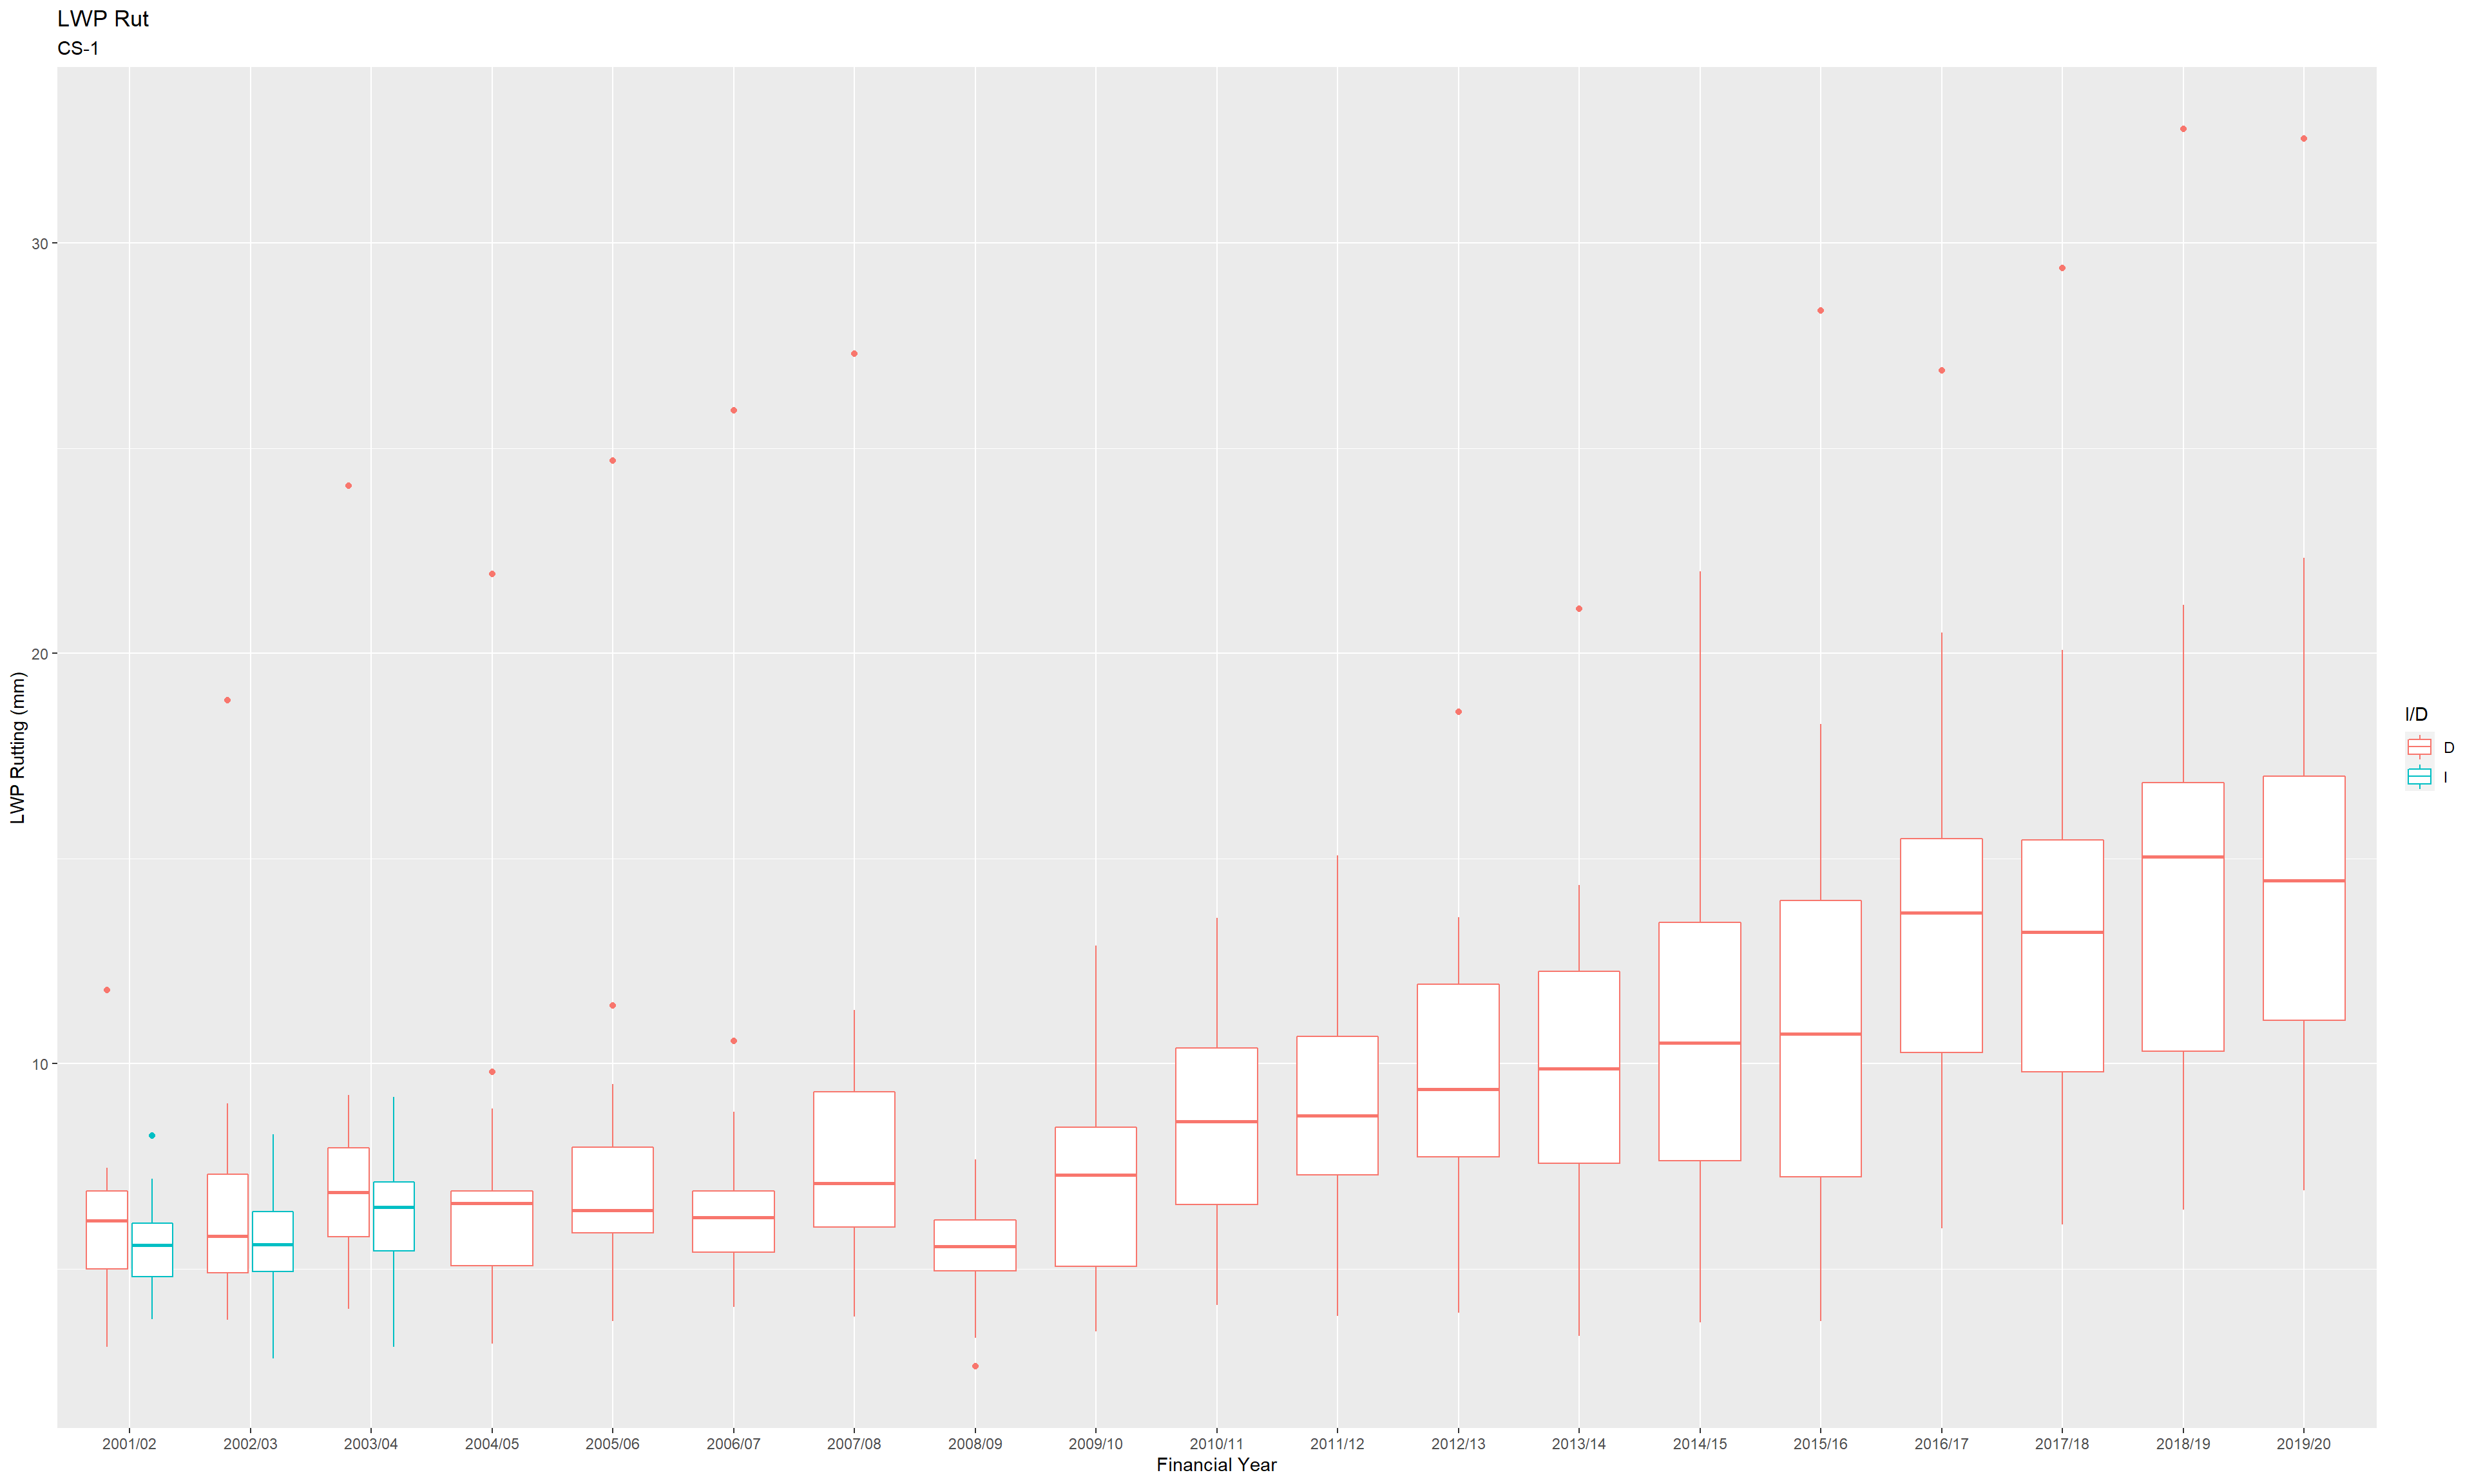 LWP Rut
CS-1
LWP Rutting (mm)
30
20
10
2001/02 2002/03 2003/04 2004/05 2005/06 2006/07 2007/08 2008/09 2009/10 2010/11 2011/12 2012/13 2013/14 2014/15 2015/16 2016/17 2017/18 2018/19 2019/20
Financial Year
I/D
D
I